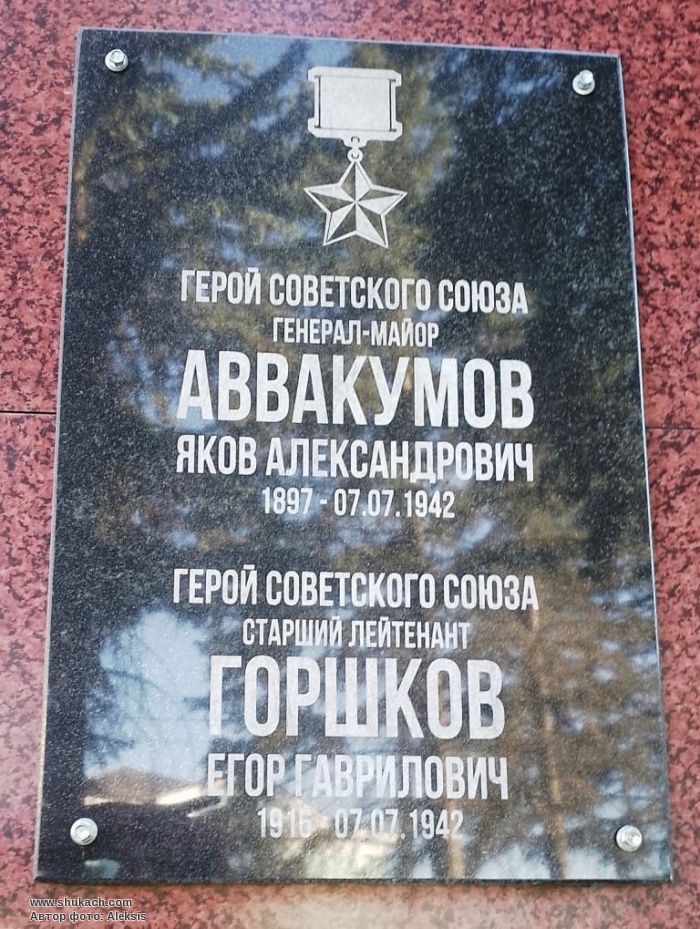 ГЕРОЙ СОВЕТСКОГО СОЮЗА
ГЕНЕРАЛ-МАЙОР
АВВАКУМОВ
ЯКОВ АЛЕКСАНДРОВИЧ
1897 - 07.07.1942
ГЕРОЙ СОВЕТСКОГО СОЮЗА
СТАРШИЙ ЛЕЙТЕНАНТ
ГОРШКОВ
ЕГОР ГАВРИЛОВИЧ
1916 - 07.07.1942
www.shukach.com
Автор фото: Aleksis